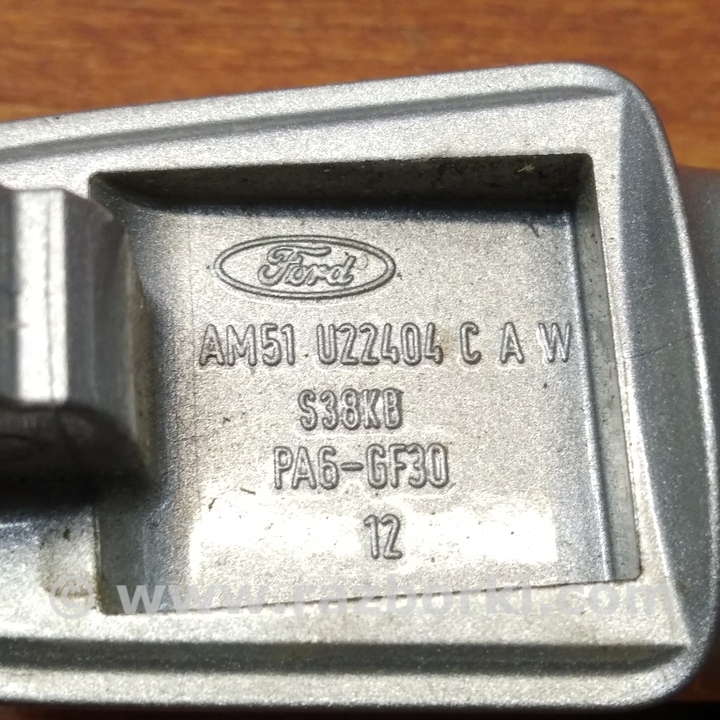 Ford
AM51 U22404 C A W
S38KB
PA6-GF30
12
© www.razborki.com